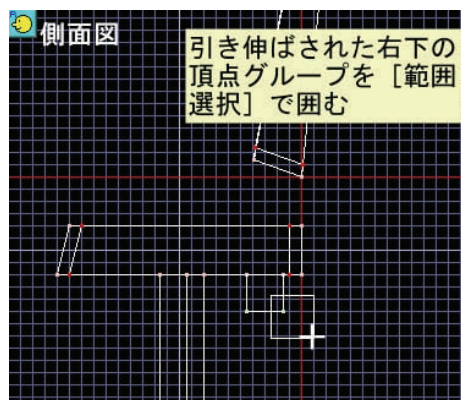 側面図
引き伸ばされた右下の
頂点グループを［範囲
選択］で囲む